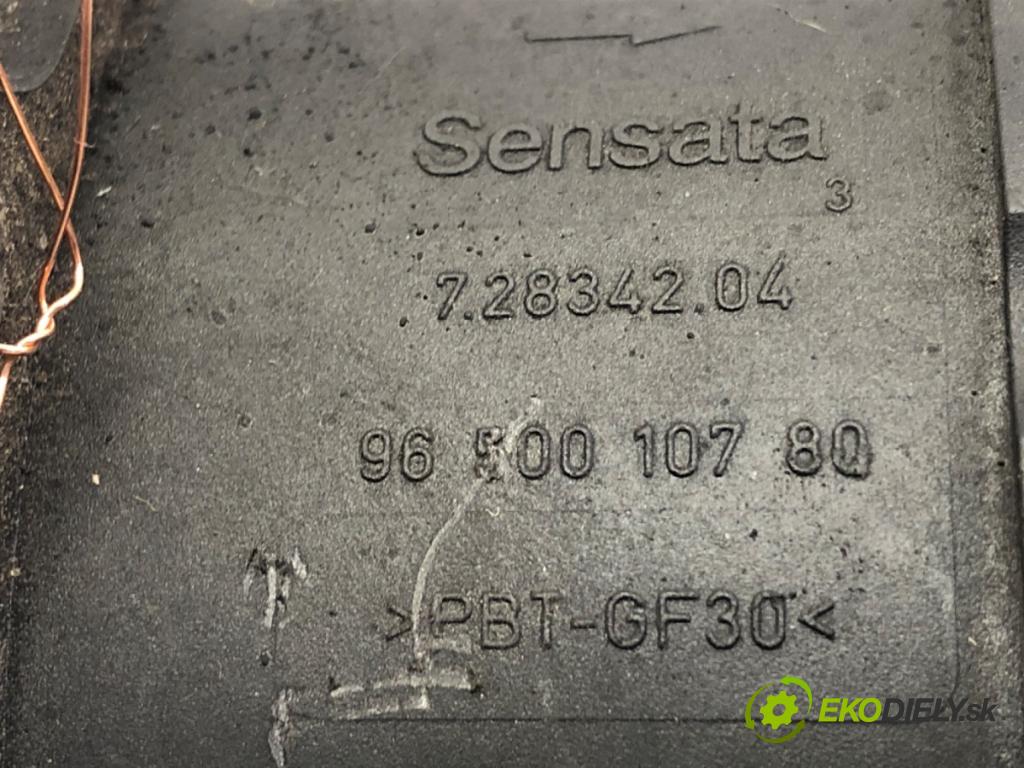 Sensata
3
7.28342.04
96 500 107 80
>PBT-GF30<
EKODIELY.sk